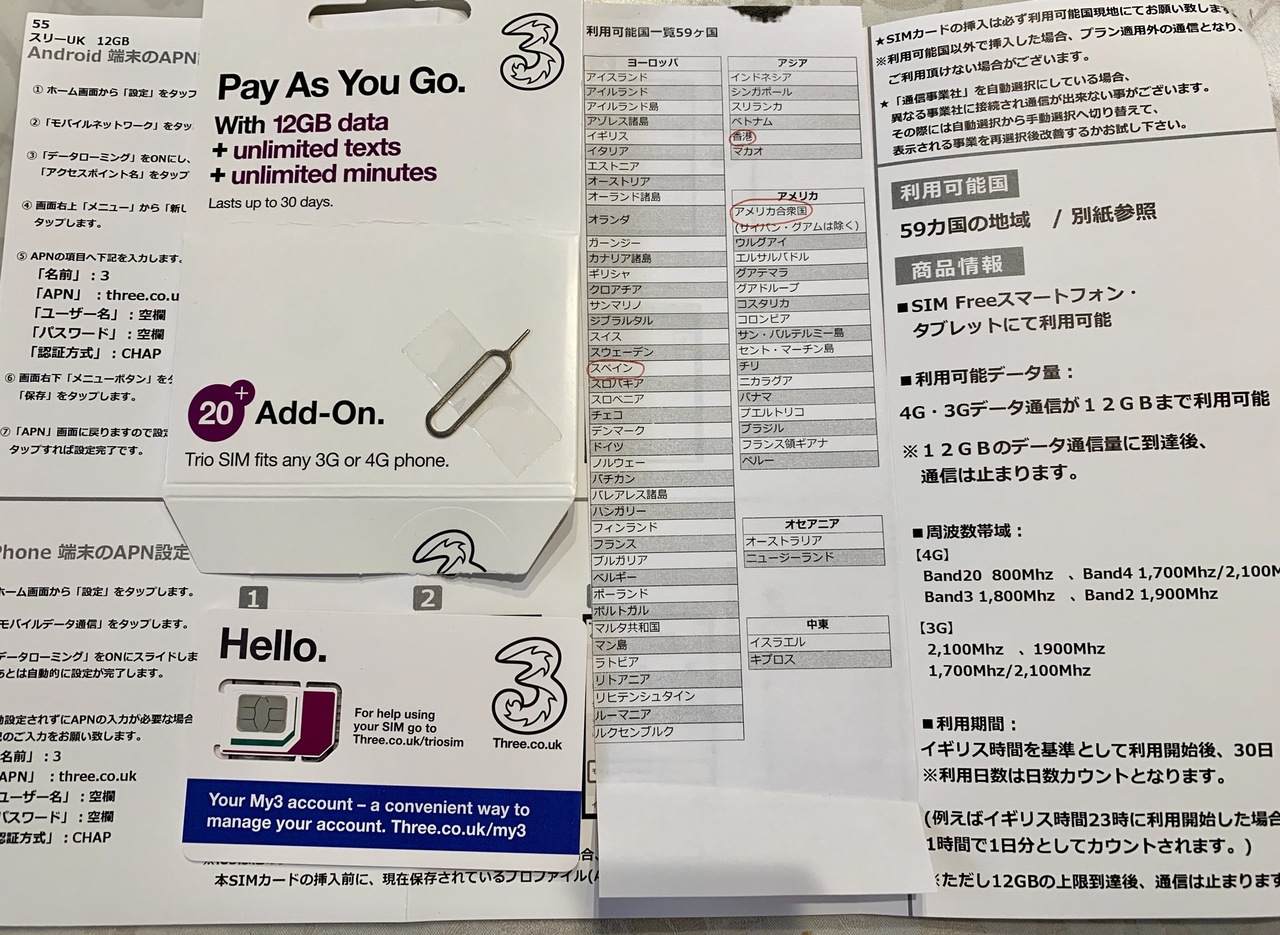 55
スリーUK 12GB
Android 端末のAPN
① ホーム画面から「設定」をタップ
② 「モバイルネットワーク」をタッ
③ 「データローミング」をONにし、
「アクセスポイント名」をタップ
④ 画面右上「メニュー」から「新し
タップします。
⑤ APNの項目へ下記を入力します。
「名前」：3
「APN」：three.co.u
「ユーザー名」：空欄
「パスワード」：空欄
「認証方式」：CHAP
⑥ 画面右下「メニューボタン」を
「保存」をタップします。
⑦ 「APN」画面に戻りますので設
タップすれば設定完了です。
Phone 端末のAPN設定
ホーム画面から「設定」をタップします。
モバイルデータ通信」をタップします。
データローミング」をONにスライドしま
あとは自動的に設定が完了します。
動設定されずにAPNの入力が必要な場合
のご入力をお願い致します。
名前」：3
APN」：three.co.uk
ユーザー名」：空欄
パスワード」：空欄
認証方式」：CHAP
3
Pay As You Go.
With 12GB data
+ unlimited texts
+ unlimited minutes
Lasts up to 30 days.
20+ Add-On.
Trio SIM fits any 3G or 4G phone.
1
2
Hello.
3
For help using
your SIM go to
Three.co.uk/triosim
Three.co.uk
Your My3 account – a convenient way to
manage your account. Three.co.uk/my3
本SIMカードの挿入前に、現在保存されているプロファイル(A
利用可能国一覧59ヶ国
ヨーロッパ
アイスランド
アイルランド
アイルランド島
アゾレス諸島
イギリス
イタリア
エストニア
オーストリア
オーランド諸島
オランダ
ガーンジー
カナリア諸島
ギリシャ
クロアチア
サンマリノ
ジブラルタル
スイス
スウェーデン
スペイン
スロバキア
スロベニア
チェコ
デンマーク
ドイツ
ノルウェー
バチカン
バレアレス諸島
ハンガリー
フィンランド
フランス
ブルガリア
ベルギー
ポーランド
ポルトガル
マルタ共和国
マン島
ラトビア
リトアニア
リヒテンシュタイン
ルーマニア
ルクセンブルク
アジア
インドネシア
シンガポール
スリランカ
ベトナム
香港
マカオ
アメリカ
アメリカ合衆国
(サイパン・グアムは除く)
ウルグアイ
エルサルバドル
グアテマラ
グアドループ
コスタリカ
コロンビア
サン・バルテルミー島
セント・マーチン島
チリ
ニカラグア
パナマ
プエルトリコ
ブラジル
フランス領ギアナ
ペルー
オセアニア
オーストラリア
ニュージーランド
中東
イスラエル
キプロス
★SIMカードの挿入は必ず利用可能国現地にてお願い致しま
※利用可能国以外で挿入した場合、プラン適用外の通信となり、
ご利用頂けない場合がございます。
★「通信事業社」を自動選択にしている場合、
異なる事業社に接続され通信が出来ない事がございます。
その際には自動選択から手動選択へ切り替えて、
表示される事業を再選択後改善するかお試し下さい。
利用可能国
59カ国の地域 / 別紙参照
商品情報
■SIM Freeスマートフォン・
タブレットにて利用可能
■利用可能データ量：
4G・3Gデータ通信が１２ＧＢまで利用可能
※１２ＧＢのデータ通信量に到達後、
通信は止まります。
■周波数帯域：
【4G】
Band20 800Mhz 、Band4 1,700Mhz/2,100M
Band3 1,800Mhz 、Band2 1,900Mhz
【3G】
2,100Mhz 、1900Mhz
1,700Mhz/2,100Mhz
■利用期間：
イギリス時間を基準として利用開始後、30日
※利用日数は日数カウントとなります。
(例えばイギリス時間23時に利用開始した場合
1時間で1日分としてカウントされます。)
※ただし12GBの上限到達後、通信は止まります